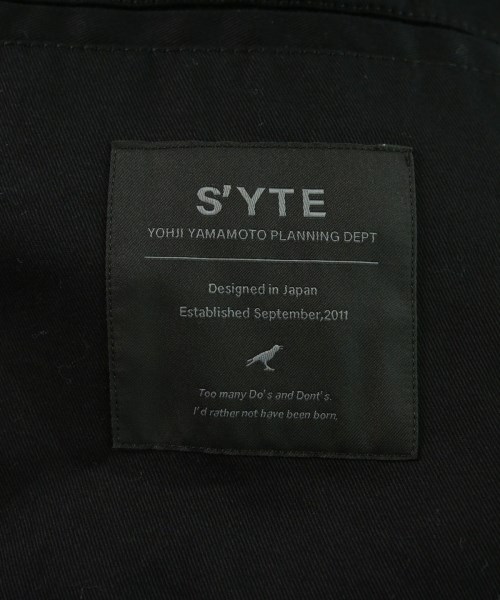 S'YTE
YOHJI YAMAMOTO PLANNING DEPT
Designed in Japan
Established September,2011
Too many Do's and Dont's.
I'd rather not have been born.